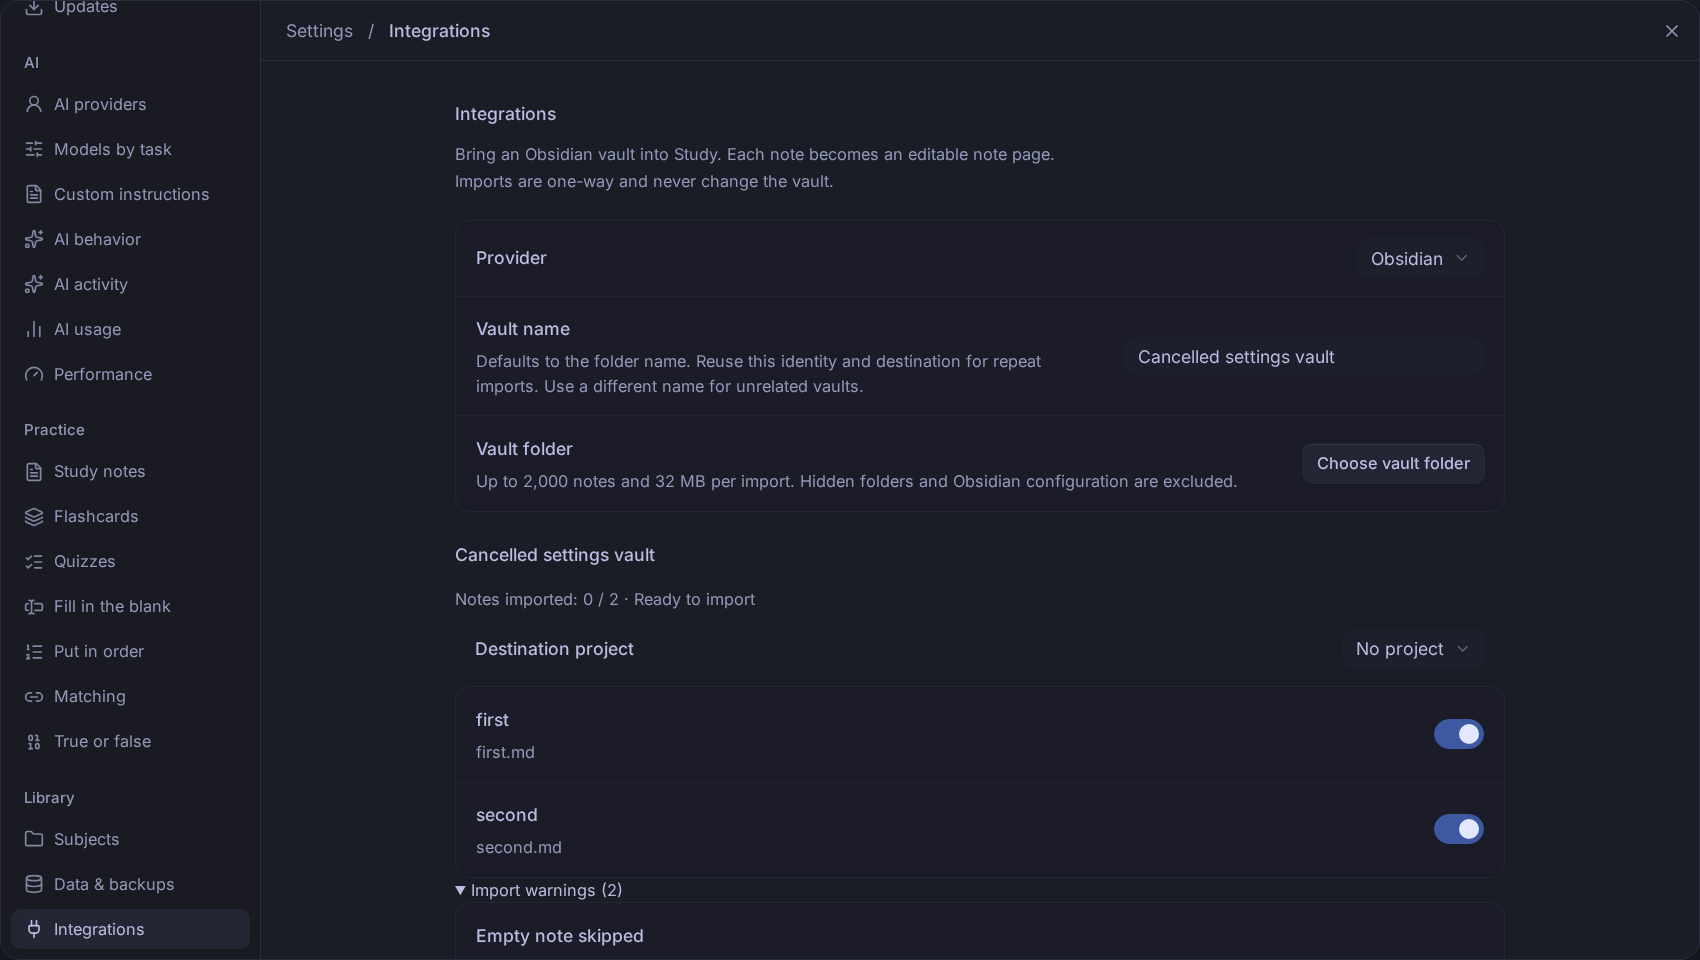 Updates
AI
AI providers
Models by task
Custom instructions
AI behavior
AI activity
AI usage
Performance
Practice
Study notes
Flashcards
Quizzes
Fill in the blank
Put in order
Matching
True or false
Library
Subjects
Data & backups
Integrations
Settings / Integrations
Integrations
Bring an Obsidian vault into Study. Each note becomes an editable note page.
Imports are one-way and never change the vault.
Provider
Obsidian
Vault name
Defaults to the folder name. Reuse this identity and destination for repeat
imports. Use a different name for unrelated vaults.
Cancelled settings vault
Vault folder
Up to 2,000 notes and 32 MB per import. Hidden folders and Obsidian configuration are excluded.
Choose vault folder
Cancelled settings vault
Notes imported: 0 / 2 · Ready to import
Destination project
No project
first
first.md
second
second.md
Import warnings (2)
Empty note skipped